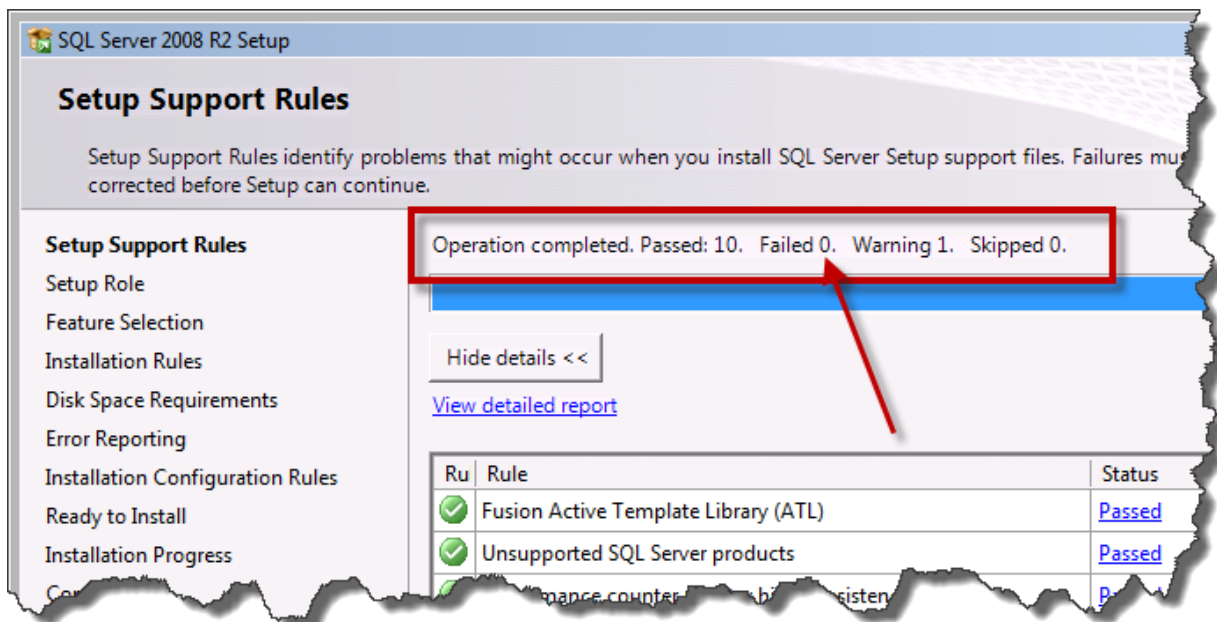 SQL Server 2008 R2 Setup
Setup Support Rules
Setup Support Rules identify problems that might occur when you install SQL Server Setup support files. Failures
corrected before Setup can continue.
Setup Support Rules
Operation completed. Passed: 10. Failed 0. Warning 1. Skipped 0.
Setup Role
Feature Selection
Installation Rules
Disk Space Requirements
Error Reporting
Installation Configuration Rules
Ready to Install
Installation Progress
Hide details <<
View detailed report
Ru Rule Status
Fusion Active Template Library (ATL) Passed
Unsupported SQL Server products Passed
counter